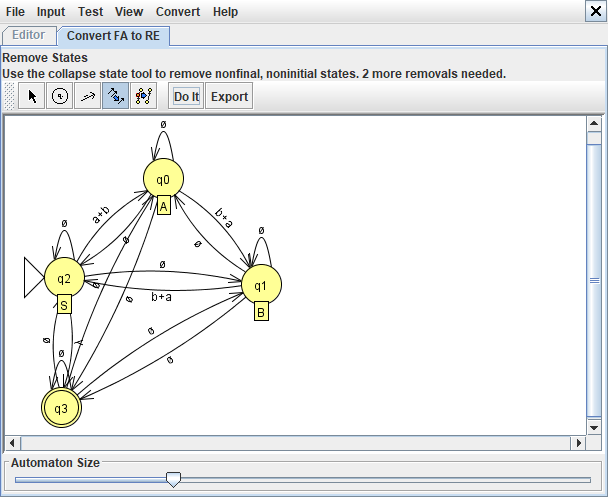 File Input Test View Convert Help
Editor Convert FA to RE
Remove States
Use the collapse state tool to remove nonfinal, noninitial states. 2 more removals needed.
Do It Export
ø
q0
A
a+b
b+a
ø
ø
ø
ø
ø
q2
S
b+a
q1
B
ø
ø
ø
λ
ø
ø
ø
q3
Automaton Size